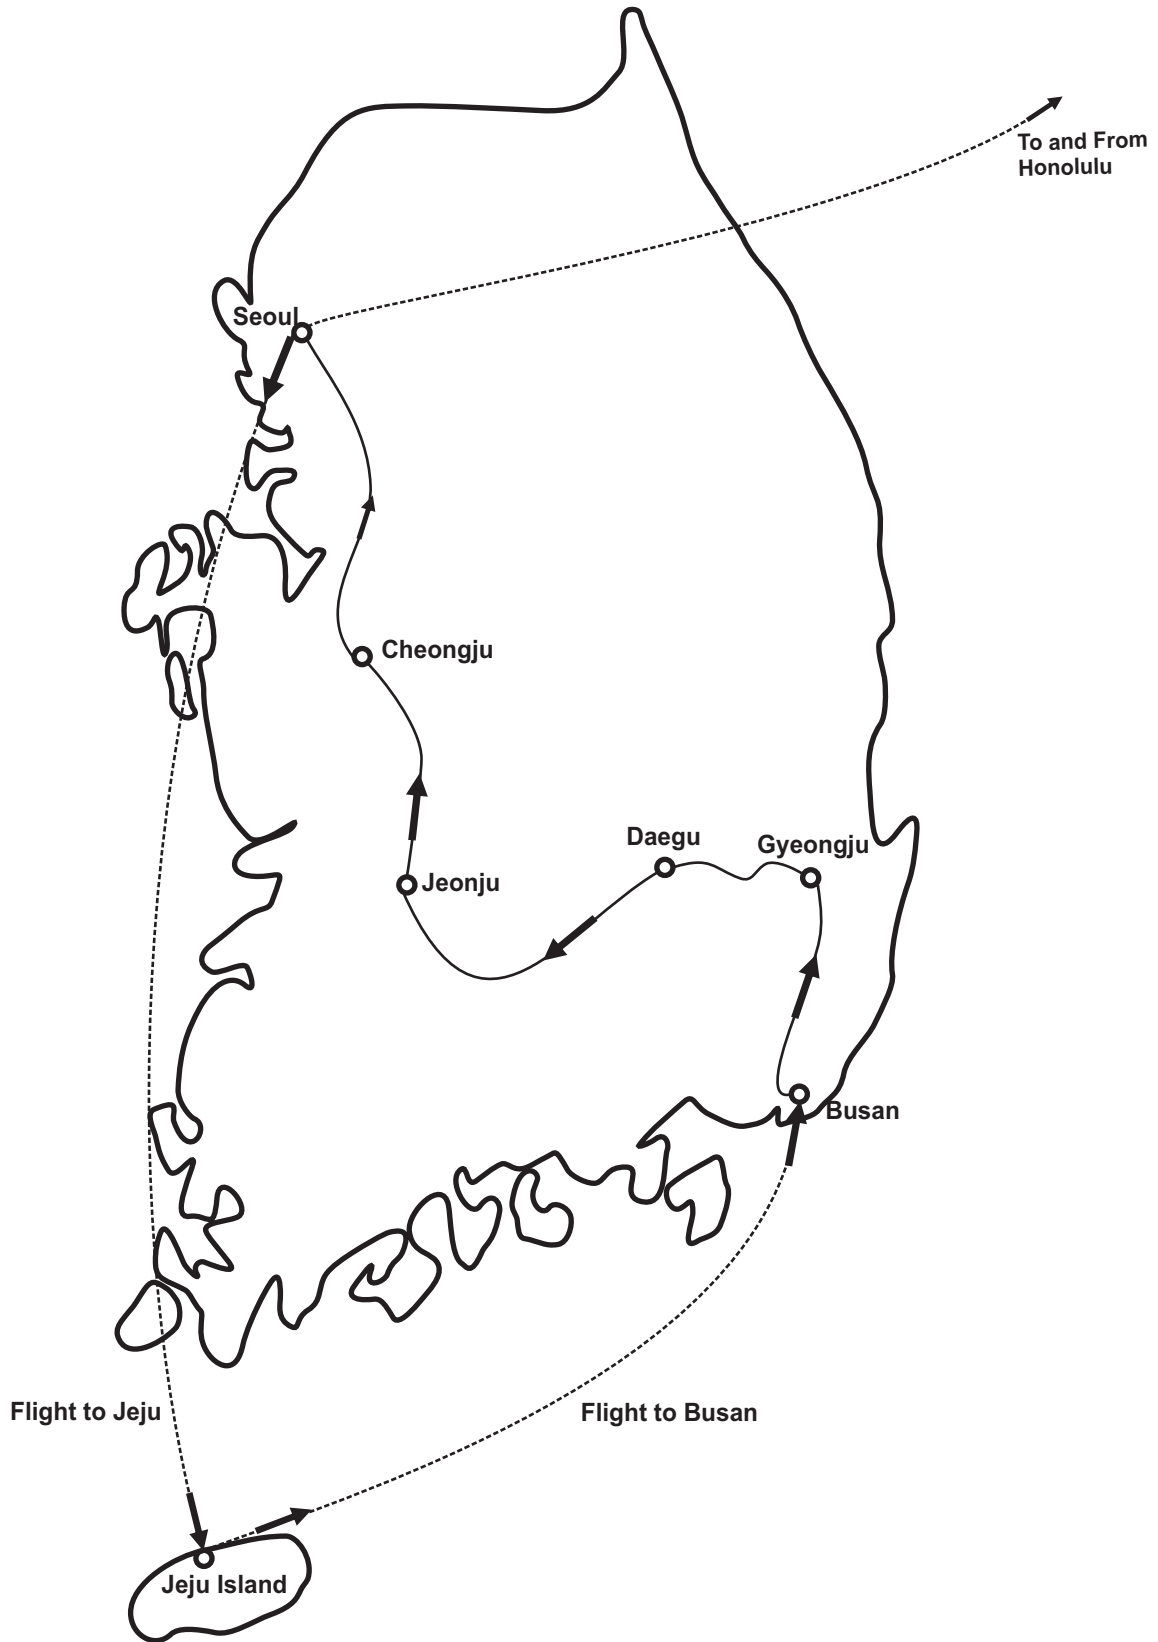 To and From
Honolulu
Seoul
Cheongju
Daegu
Gyeongju
Jeonju
Busan
Flight to Jeju
Flight to Busan
Jeju Island